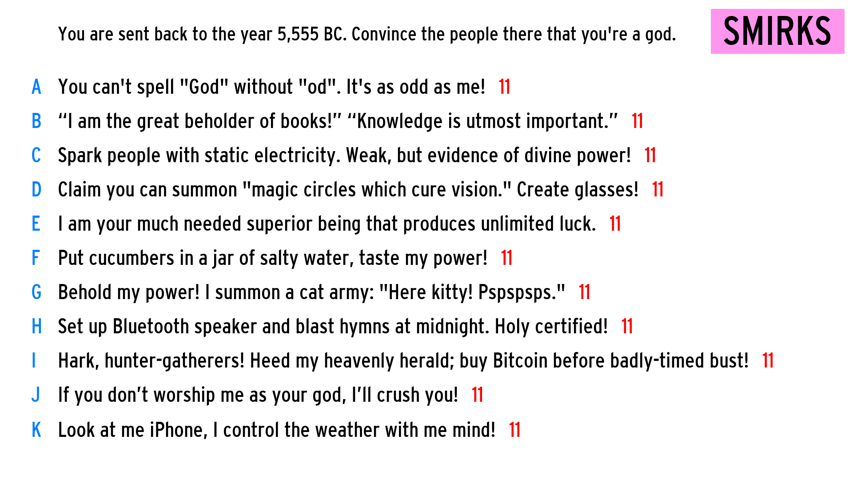 You are sent back to the year 5,555 BC. Convince the people there that you're a god.
SMIRKS
A You can't spell "God" without "od". It's as odd as me! 11
B “I am the great beholder of books!” “Knowledge is utmost important.” 11
C Spark people with static electricity. Weak, but evidence of divine power! 11
D Claim you can summon "magic circles which cure vision." Create glasses! 11
E I am your much needed superior being that produces unlimited luck. 11
F Put cucumbers in a jar of salty water, taste my power! 11
G Behold my power! I summon a cat army: "Here kitty! Pspspsps." 11
H Set up Bluetooth speaker and blast hymns at midnight. Holy certified! 11
I Hark, hunter-gatherers! Heed my heavenly herald; buy Bitcoin before badly-timed bust! 11
J If you don’t worship me as your god, I’ll crush you! 11
K Look at me iPhone, I control the weather with me mind! 11